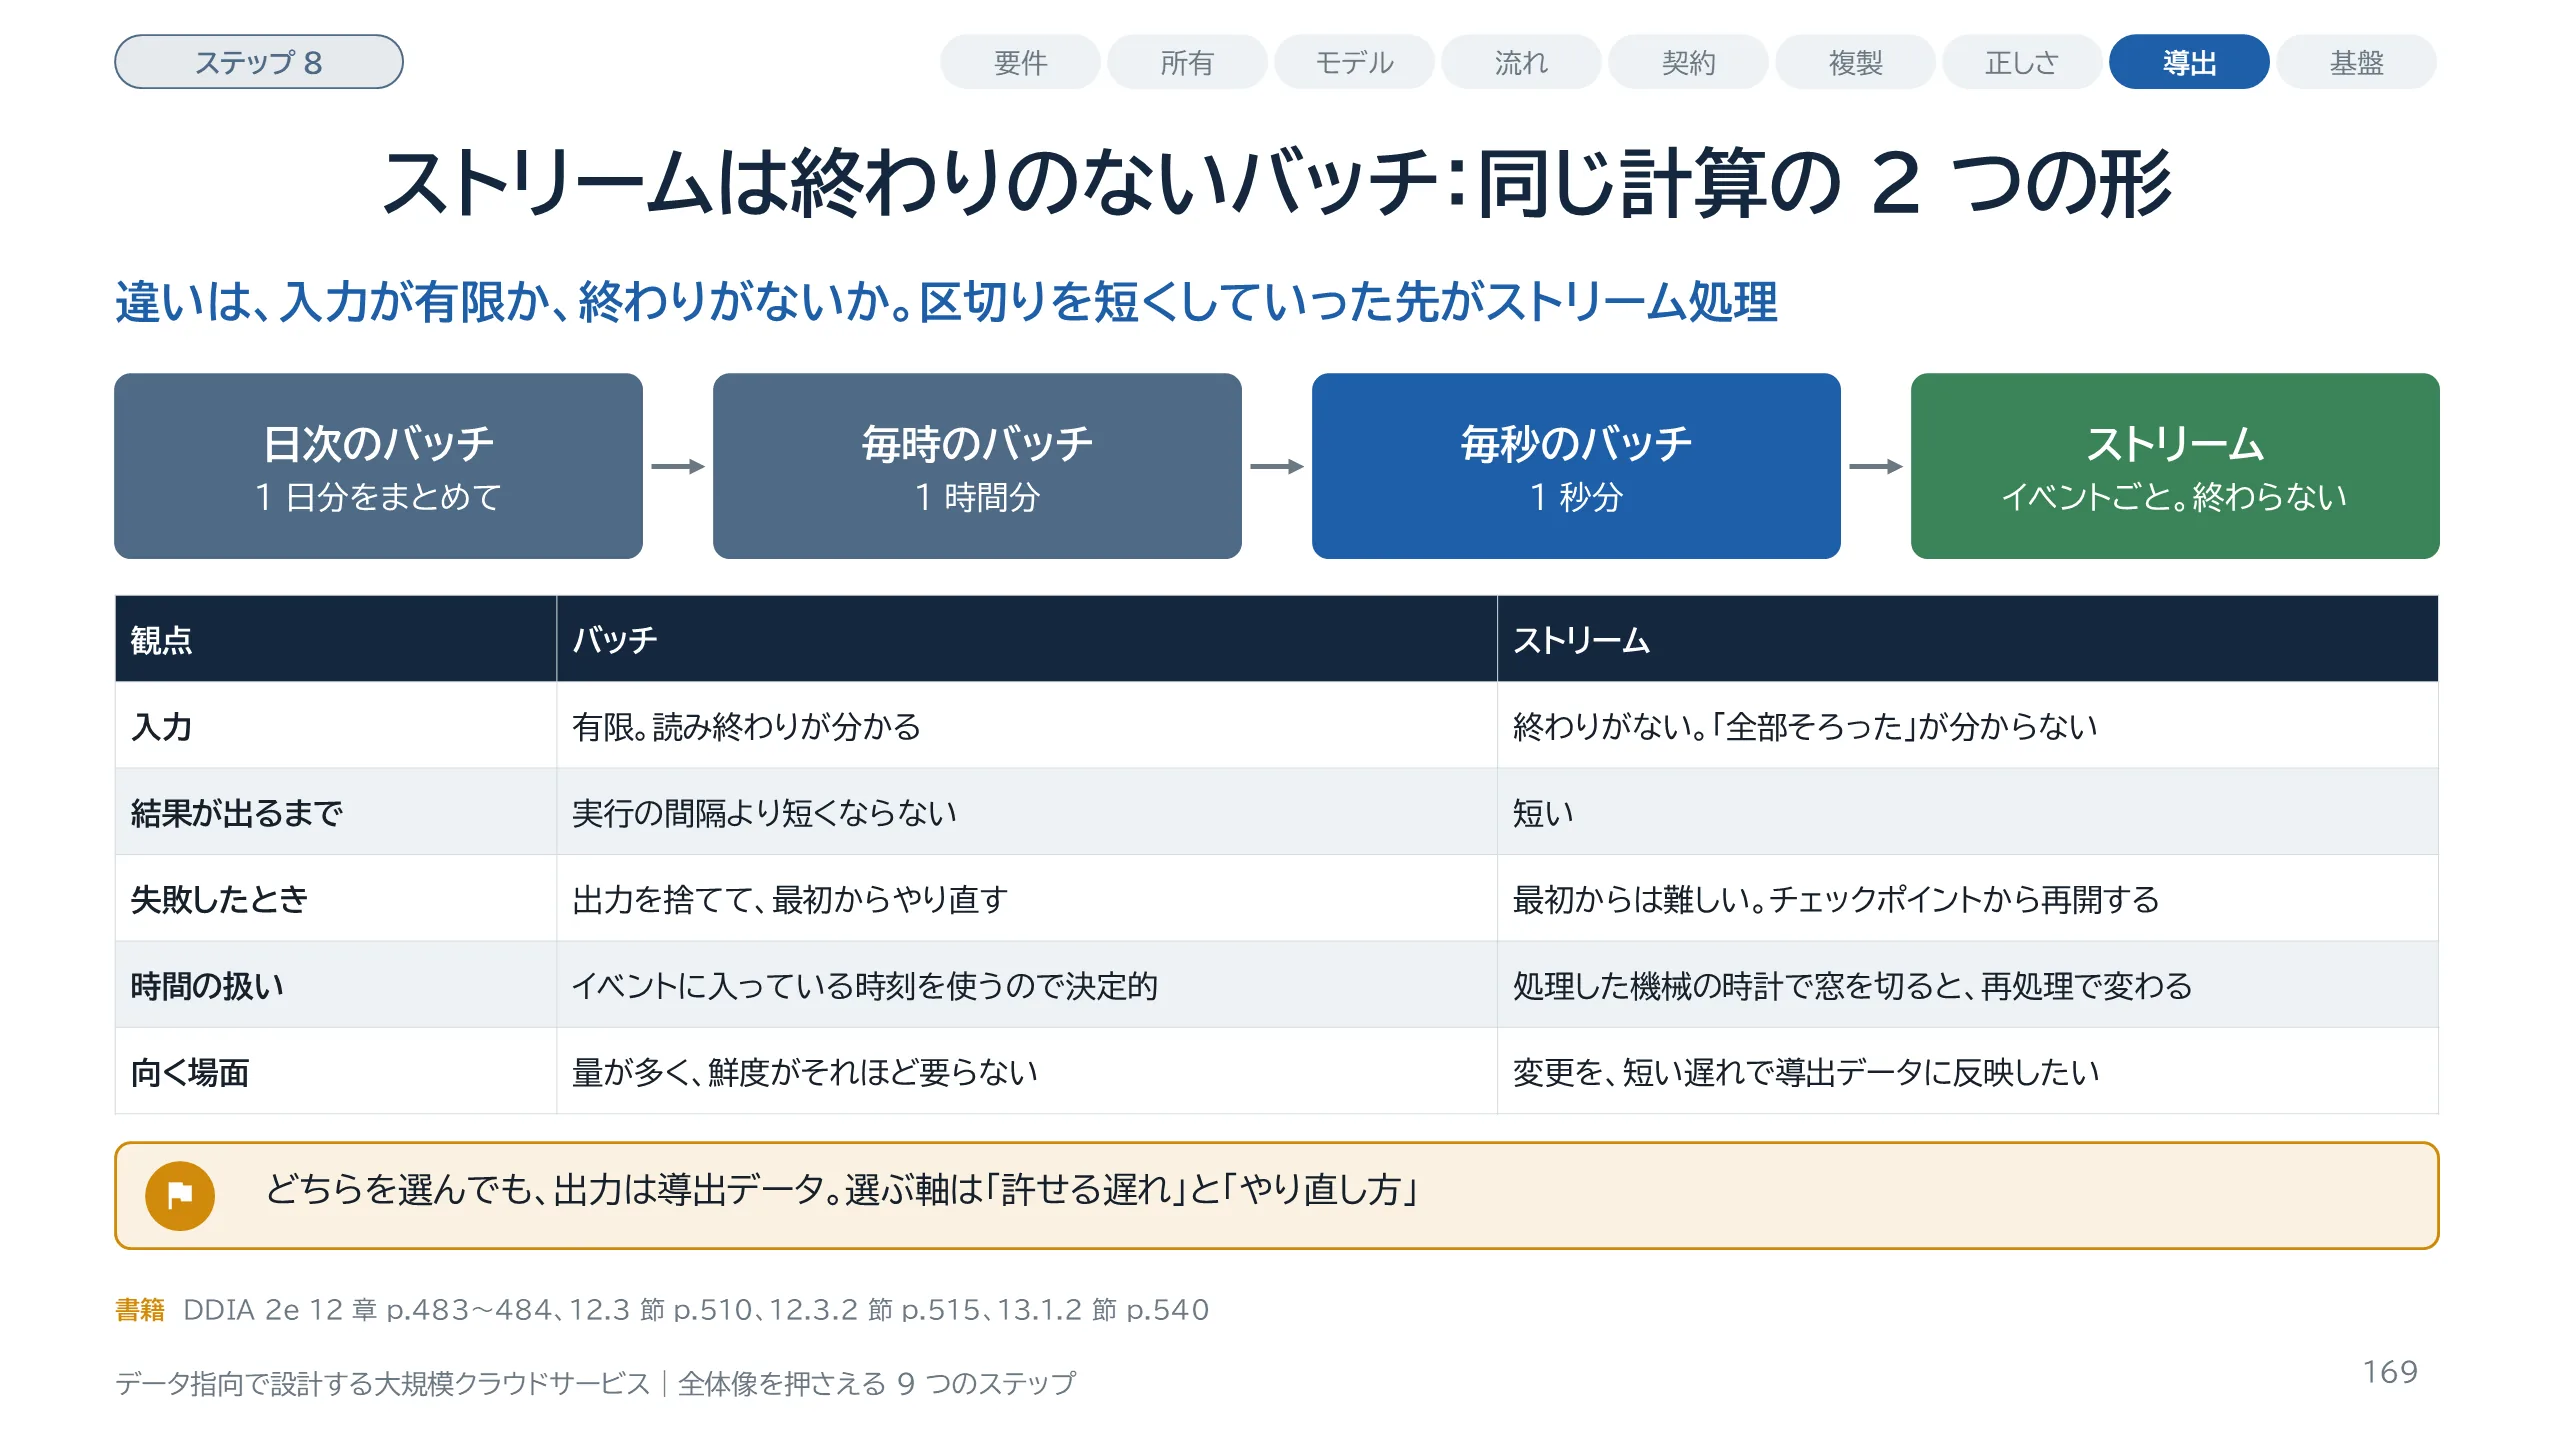 ステップ 8
要件
所有
モデル
流れ
契約
複製
正しさ
導出
基盤
ストリームは終わりのないバッチ：同じ計算の 2 つの形
違いは、入力が有限か、終わりがないか。区切りを短くしていった先がストリーム処理
日次のバッチ
1 日分をまとめて
毎時のバッチ
1 時間分
毎秒のバッチ
1 秒分
ストリーム
イベントごと。終わらない
観点 バッチ ストリーム
入力 有限。読み終わりが分かる 終わりがない。「全部そろった」が分からない
結果が出るまで 実行の間隔より短くならない 短い
失敗したとき 出力を捨てて、最初からやり直す 最初からは難しい。チェックポイントから再開する
時間の扱い イベントに入っている時刻を使うので決定的 処理した機械の時計で窓を切ると、再処理で変わる
向く場面 量が多く、鮮度がそれほど要らない 変更を、短い遅れで導出データに反映したい
どちらを選んでも、出力は導出データ。選ぶ軸は「許せる遅れ」と「やり直し方」
書籍 DDIA 2e 12 章 p.483～484、12.3 節 p.510、12.3.2 節 p.515、13.1.2 節 p.540
データ指向で設計する大規模クラウドサービス｜全体像を押さえる 9 つのステップ
169